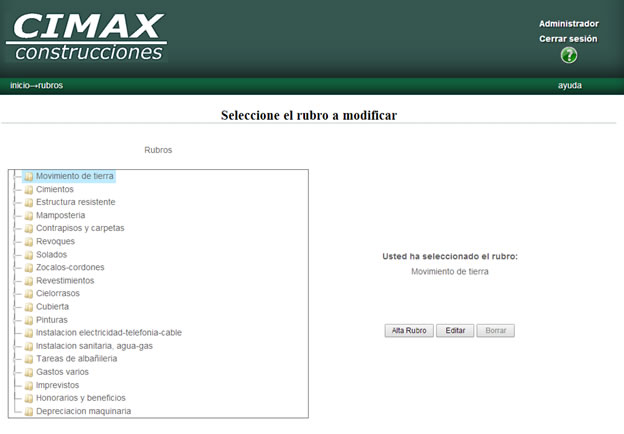 CIMAX
construcciones
Administrador
Cerrar sesión
?
inicio→rubros
ayuda
Seleccione el rubro a modificar
Rubros
Movimiento de tierra
Cimientos
Estructura resistente
Mamposteria
Contrapisos y carpetas
Revoques
Solados
Zocalos-cordones
Revestimientos
Cielorrasos
Cubierta
Pinturas
Instalacion electricidad-telefonia-cable
Instalacion sanitaria, agua-gas
Tareas de albañileria
Gastos varios
Imprevistos
Honorarios y beneficios
Depreciacion maquinaria
Usted ha seleccionado el rubro:
Movimiento de tierra
Alta Rubro
Editar
Borrar